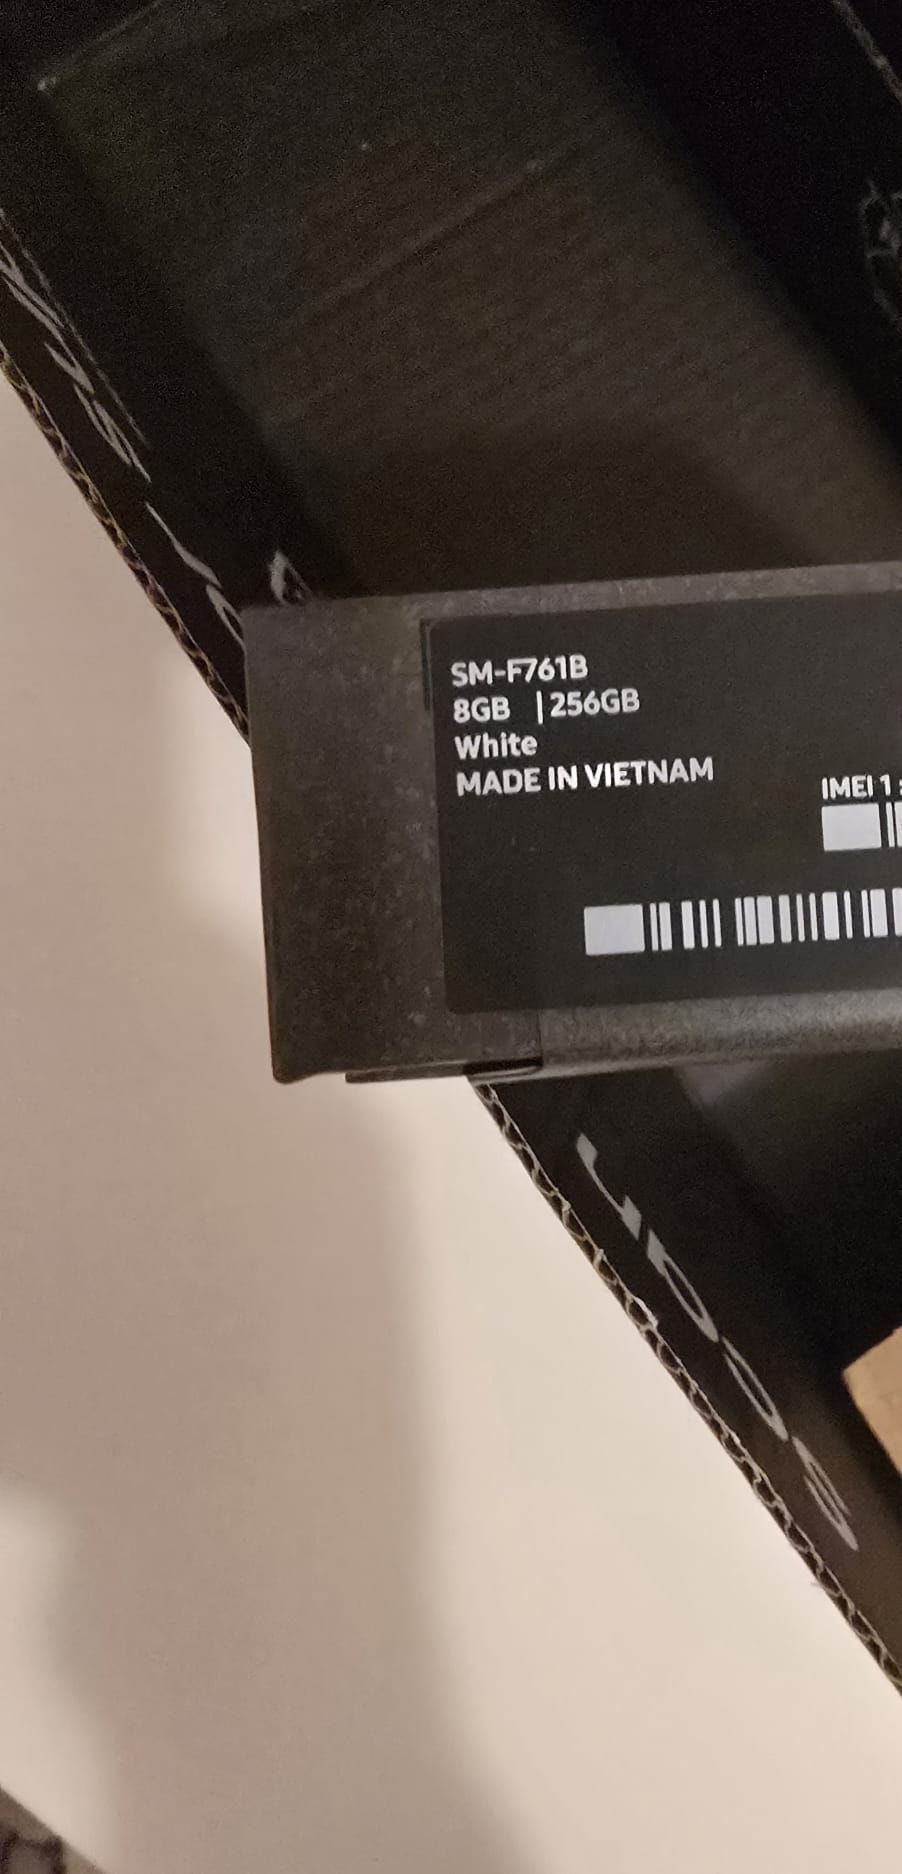 SM-F761B
8GB | 256GB
White
MADE IN VIETNAM
IMEI 1 :